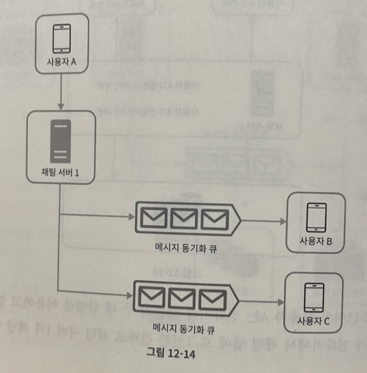 사용자 A
채팅 서버 1
메시지 동기화 큐
사용자 B
메시지 동기화 큐
사용자 C
그림 12-14